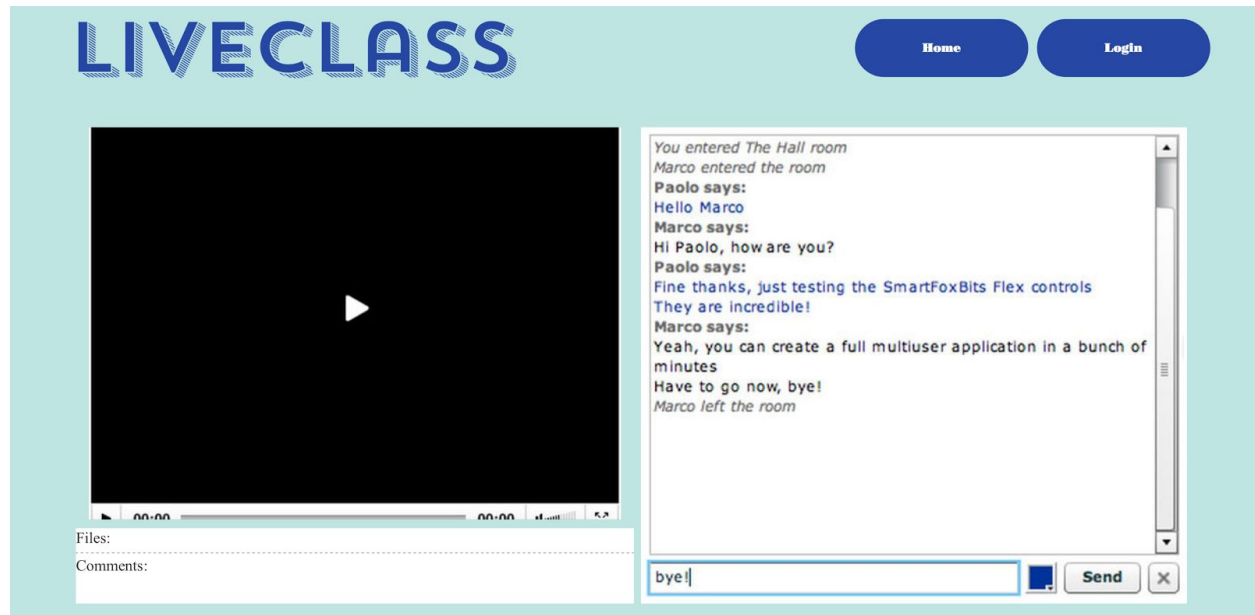 LIVECLASS
Home
Login
You entered The Hall room
Marco entered the room
Paolo says:
Hello Marco
Marco says:
Hi Paolo, how are you?
Paolo says:
Fine thanks, just testing the SmartFoxBits Flex controls
They are incredible!
Marco says:
Yeah, you can create a full multiuser application in a bunch of
minutes
Have to go now, bye!
Marco left the room
00:00
00:00
Files:
Comments:
bye!
Send